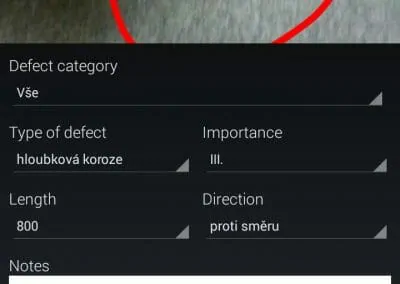 Defect category
Vše
Type of defect
Importance
hloubková koroze
III.
Length
Direction
800
proti směru
Notes